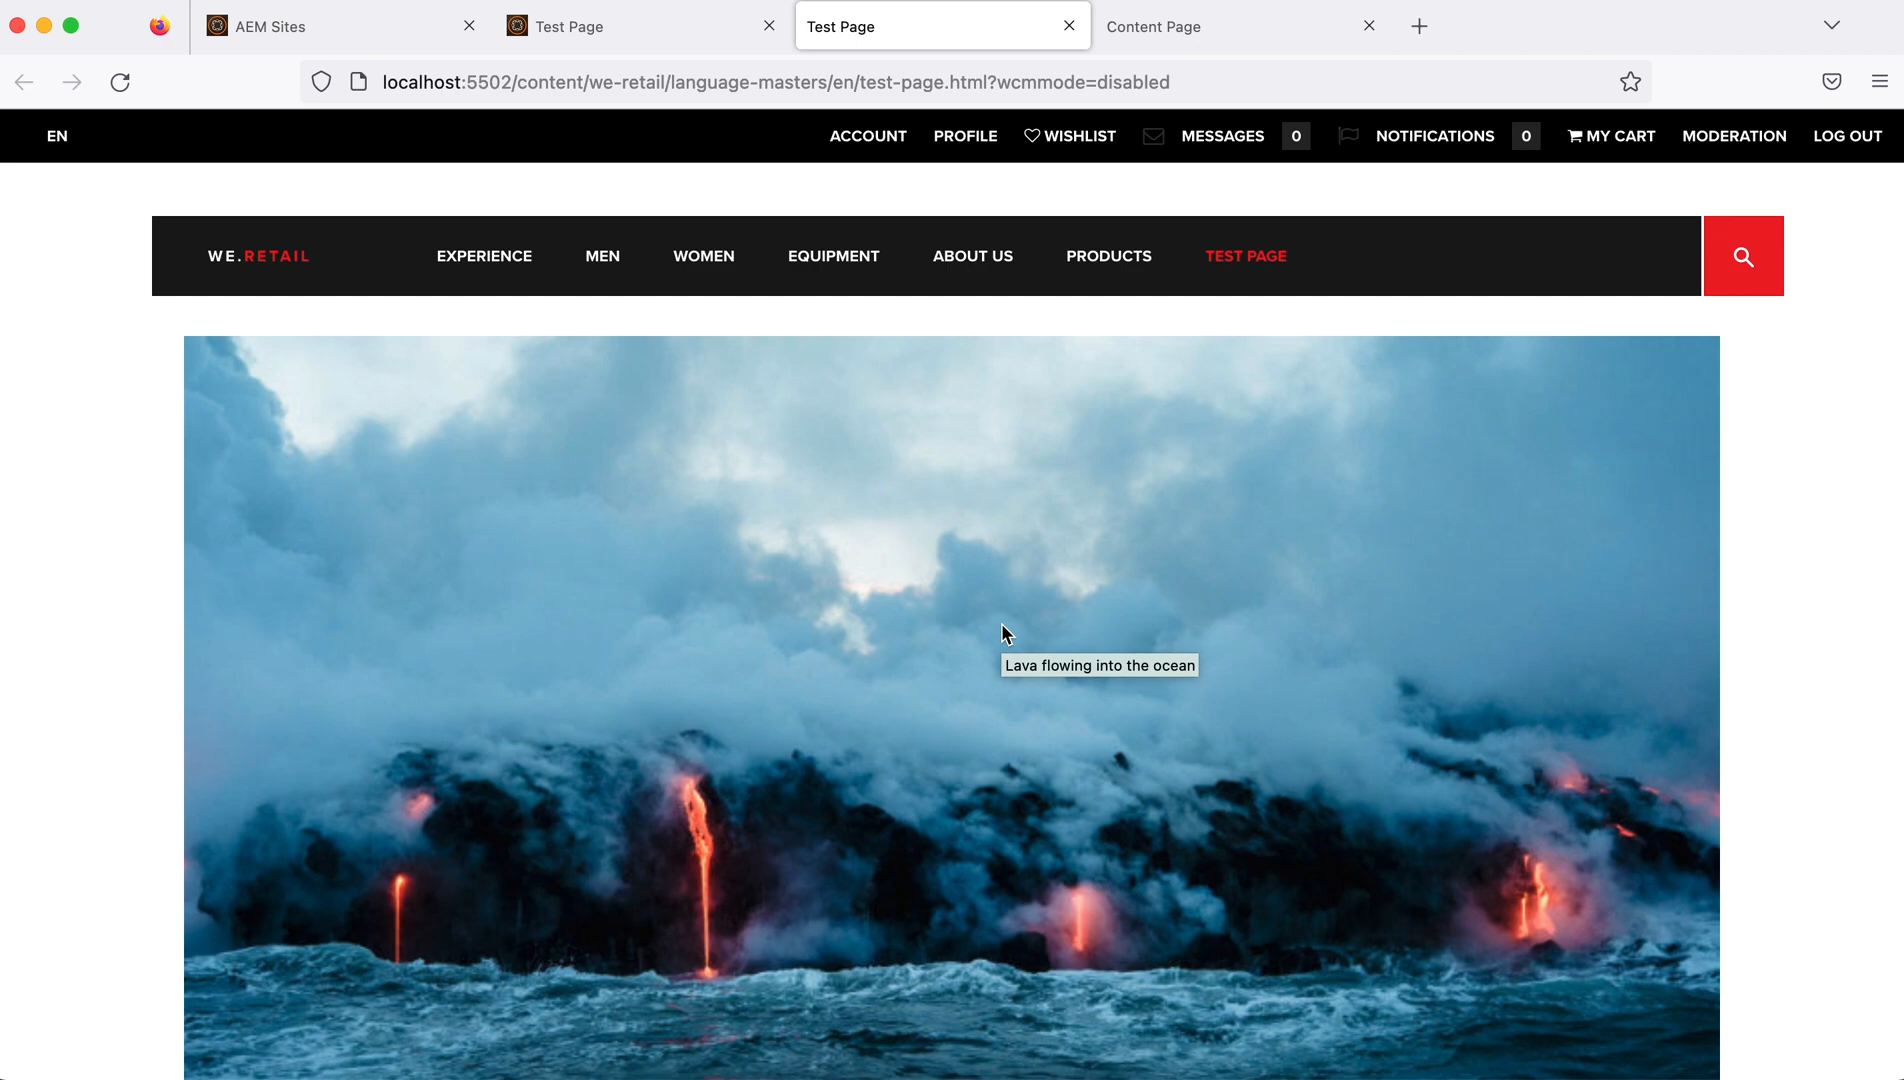 AEM Sites
Test Page
Test Page
Content Page
localhost:5502/content/we-retail/language-masters/en/test-page.html?wcmmode=disabled
EN
ACCOUNT PROFILE WISHLIST MESSAGES 0 NOTIFICATIONS 0 MY CART MODERATION LOG OUT
WE.RETAIL EXPERIENCE MEN WOMEN EQUIPMENT ABOUT US PRODUCTS TEST PAGE
Lava flowing into the ocean